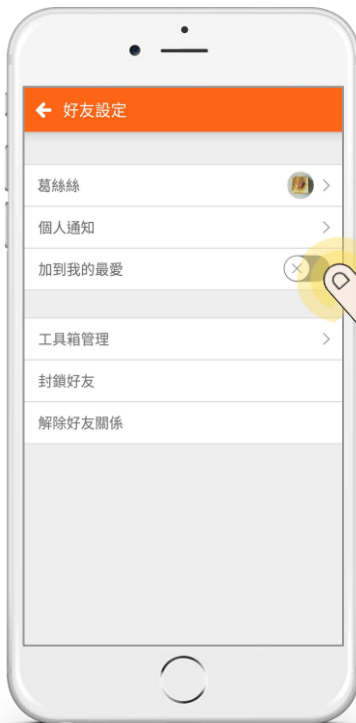 好友設定
葛絲絲
個人通知
加到我的最愛
工具箱管理
封鎖好友
解除好友關係